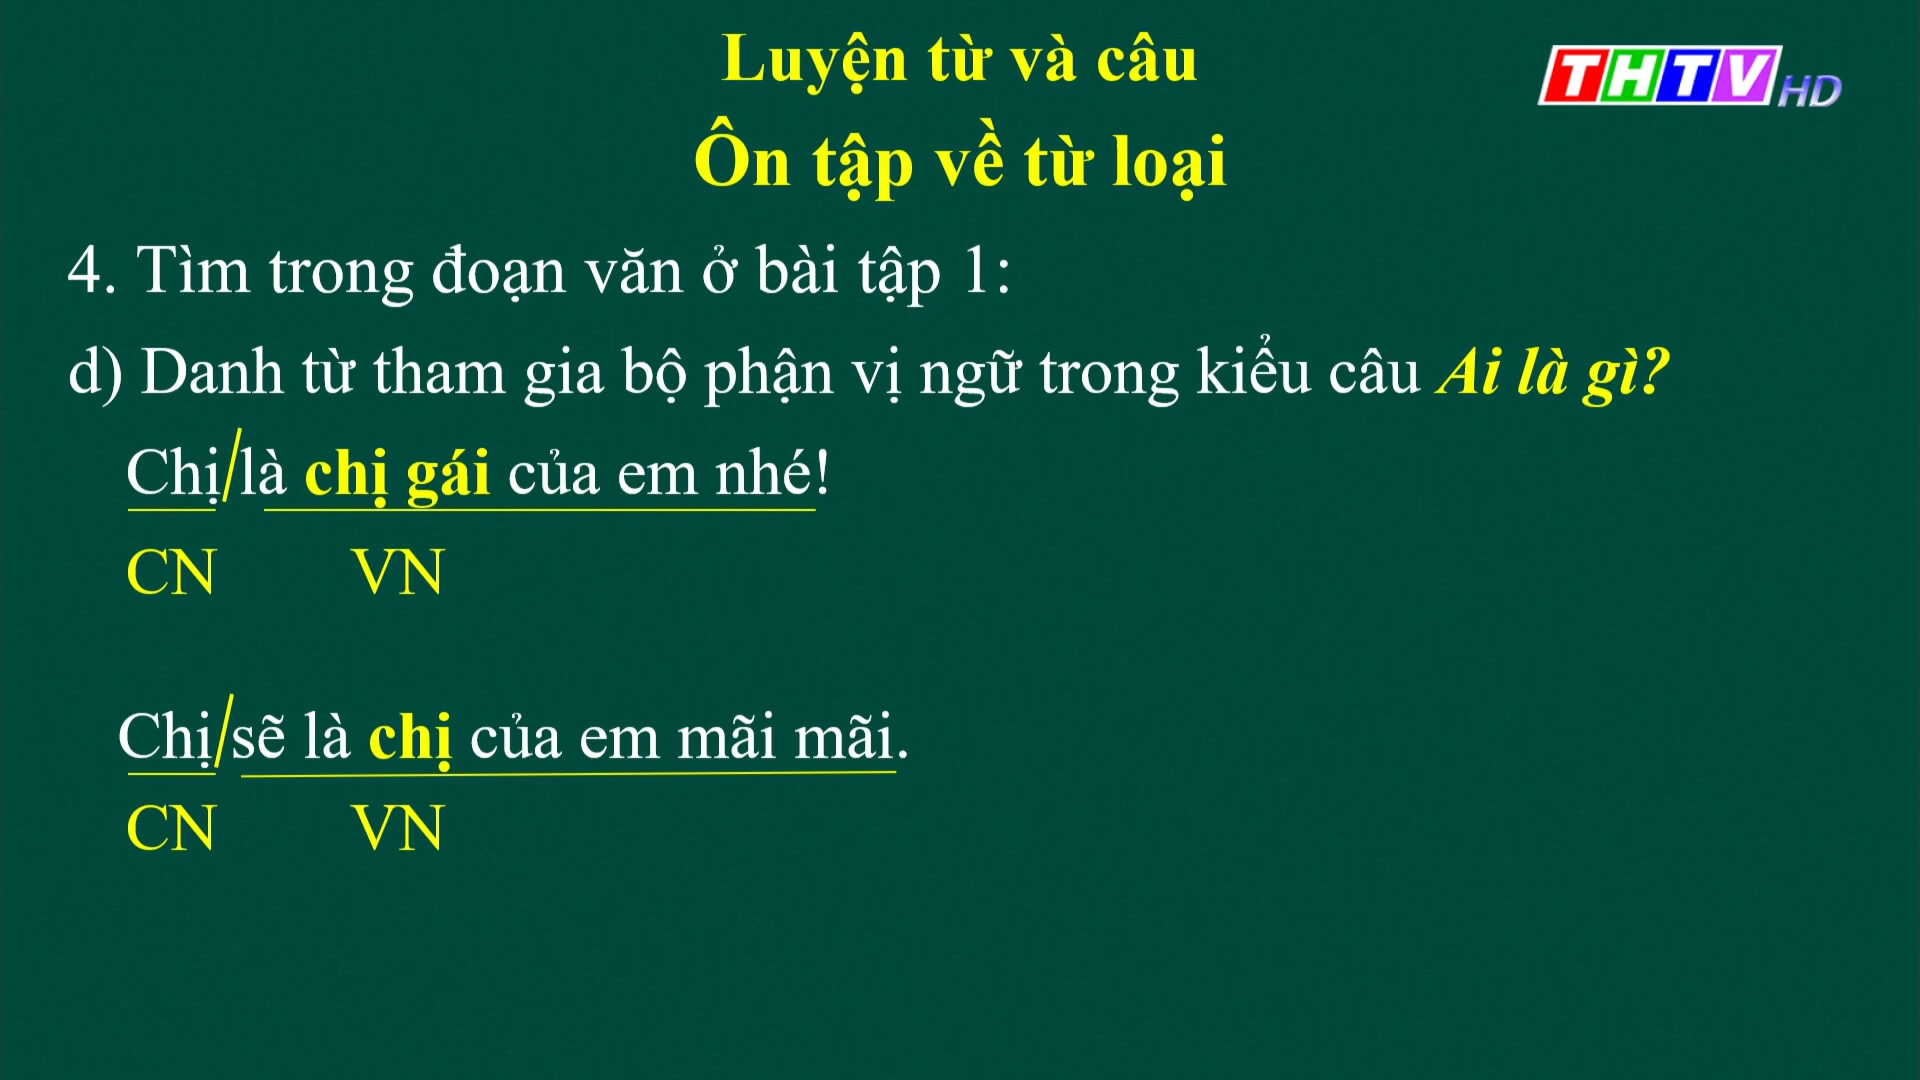 Luyện từ và câu
THTV HD
Ôn tập về từ loại
4. Tìm trong đoạn văn ở bài tập 1:
d) Danh từ tham gia bộ phận vị ngữ trong kiểu câu Ai là gì?
Chị/là chị gái của em nhé!
CN VN
Chị/sẽ là chị của em mãi mãi.
CN VN